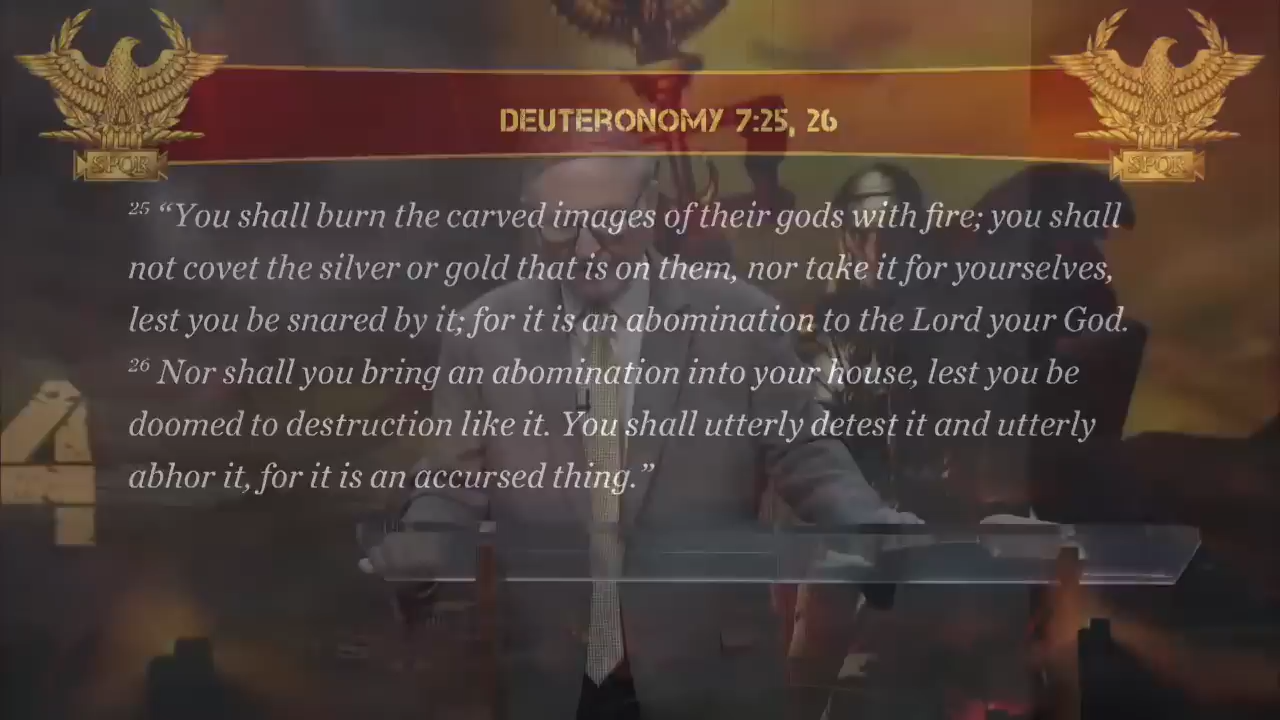 SPQR
DEUTERONOMY 7:25, 26
SPQR
25 “You shall burn the carved images of their gods with fire; you shall
not covet the silver or gold that is on them, nor take it for yourselves,
lest you be snared by it; for it is an abomination to the Lord your God.
26 Nor shall you bring an abomination into your house, lest you be
doomed to destruction like it. You shall utterly detest it and utterly
abhor it, for it is an accursed thing.”
4